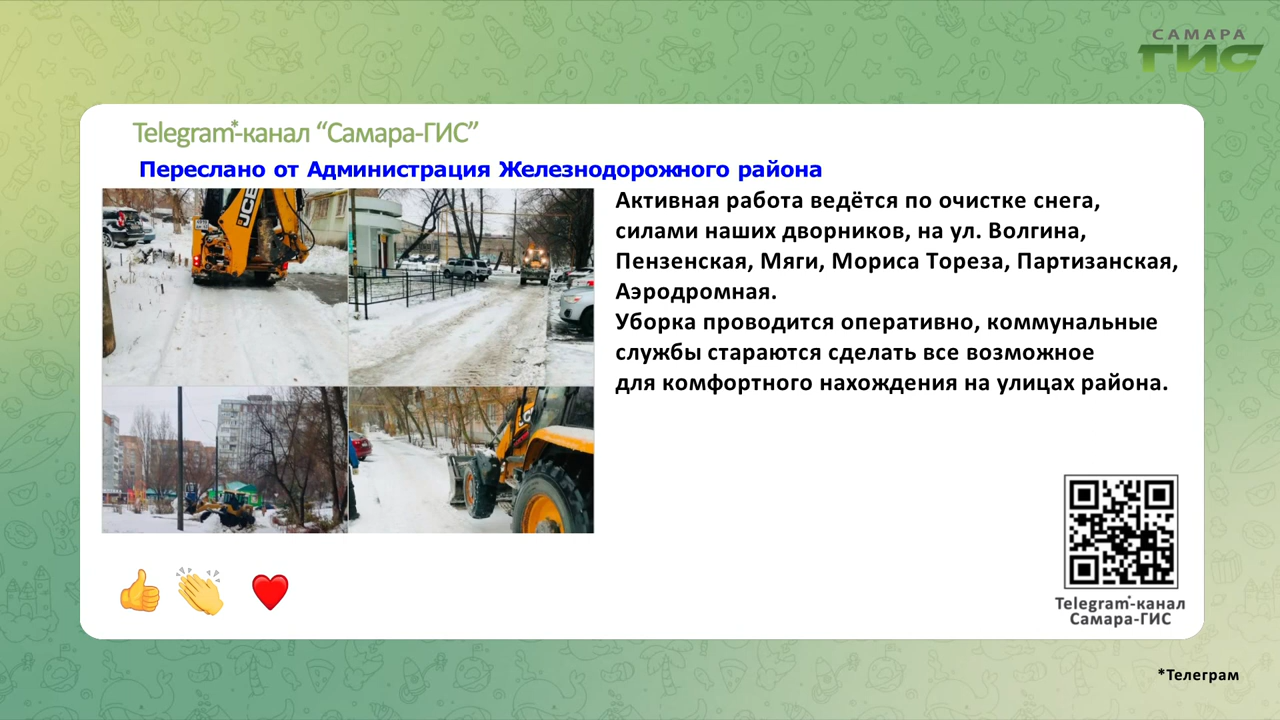 САМАРА
ГИС
Telegram*-канал “Самара-ГИС”
Переслано от Администрация Железнодорожного района
JCB
Активная работа ведётся по очистке снега,
силами наших дворников, на ул. Волгина,
Пензенская, Мяги, Мориса Тореза, Партизанская,
Аэродромная.
Уборка проводится оперативно, коммунальные
службы стараются сделать все возможное
для комфортного нахождения на улицах района.
Telegram*-канал
Самара-ГИС
*Телеграм